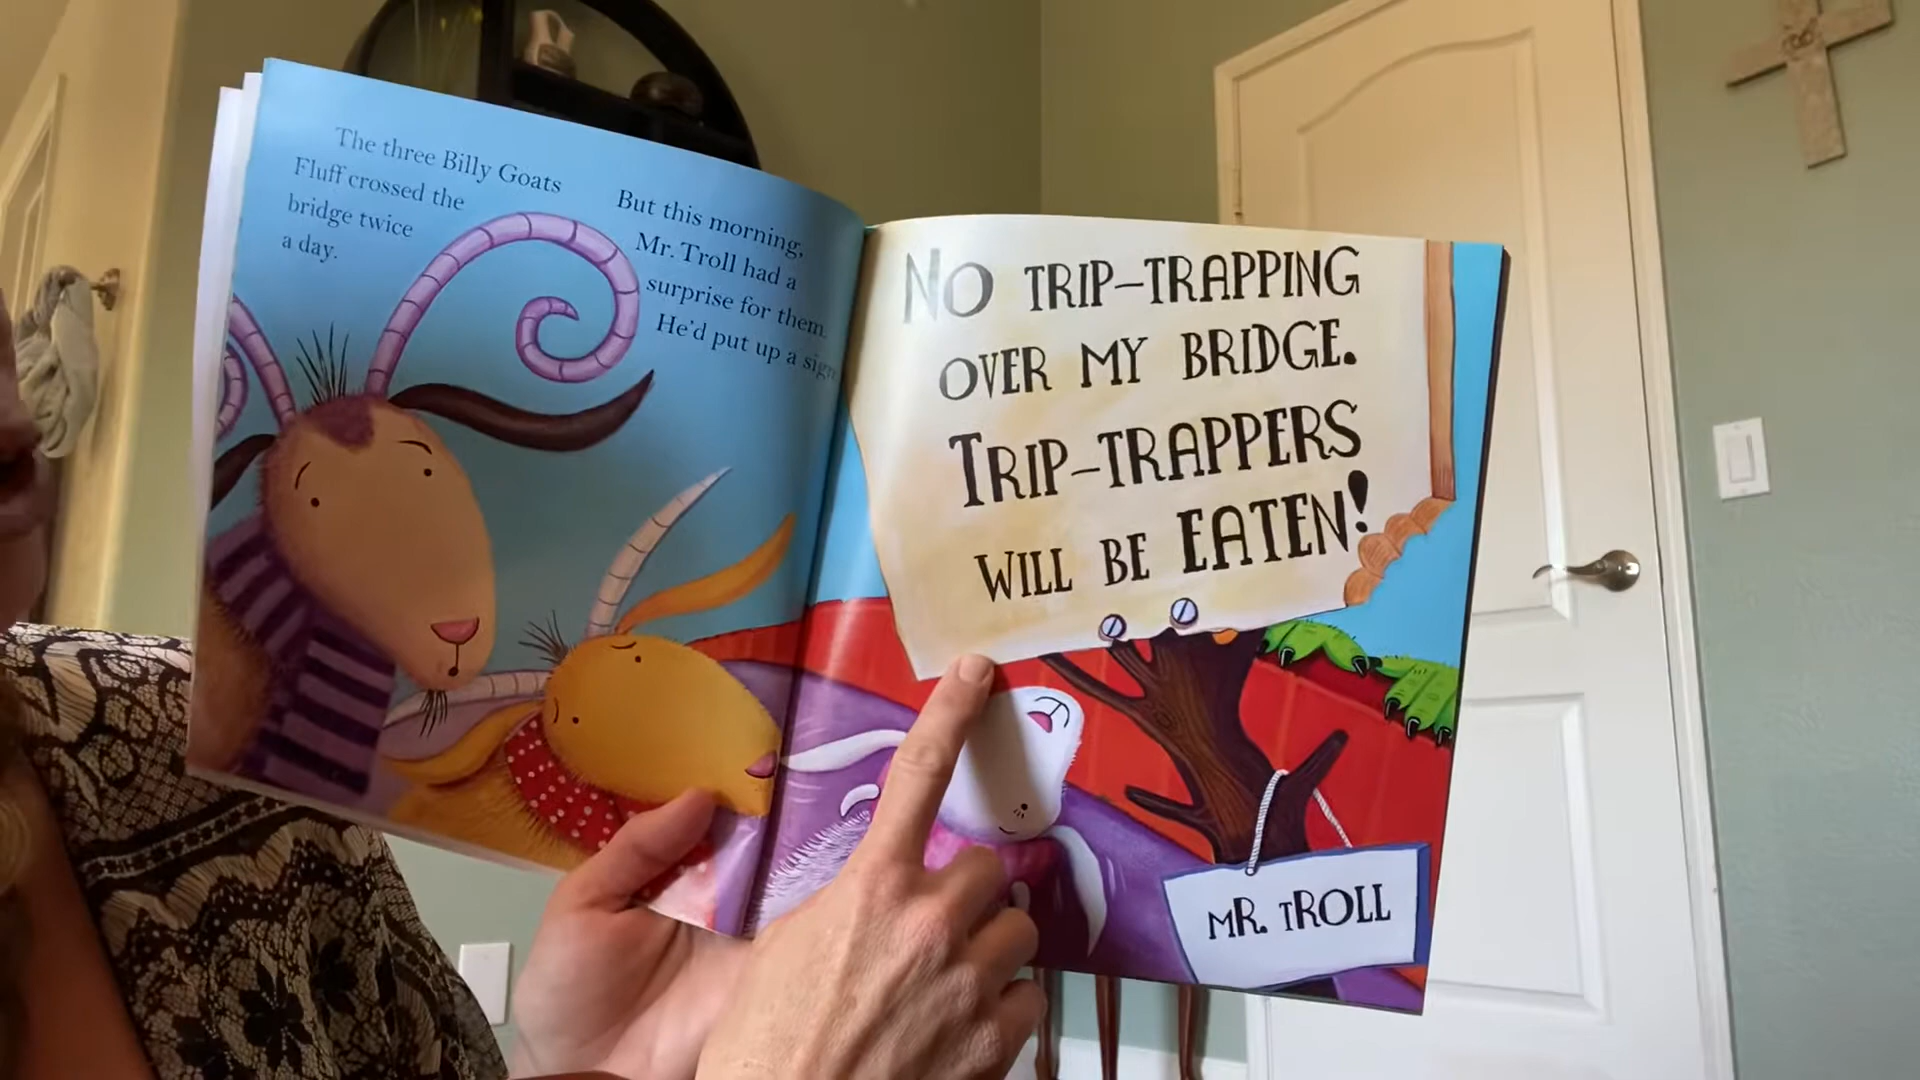 The three Billy Goats
Fluff crossed the
bridge twice
a day.
But this morning,
Mr. Troll had a
surprise for them.
He'd put up a sign
NO TRIP-TRAPPING
OVER MY BRIDGE.
TRIP-TRAPPERS
WILL BE EATEN!
MR. TROLL